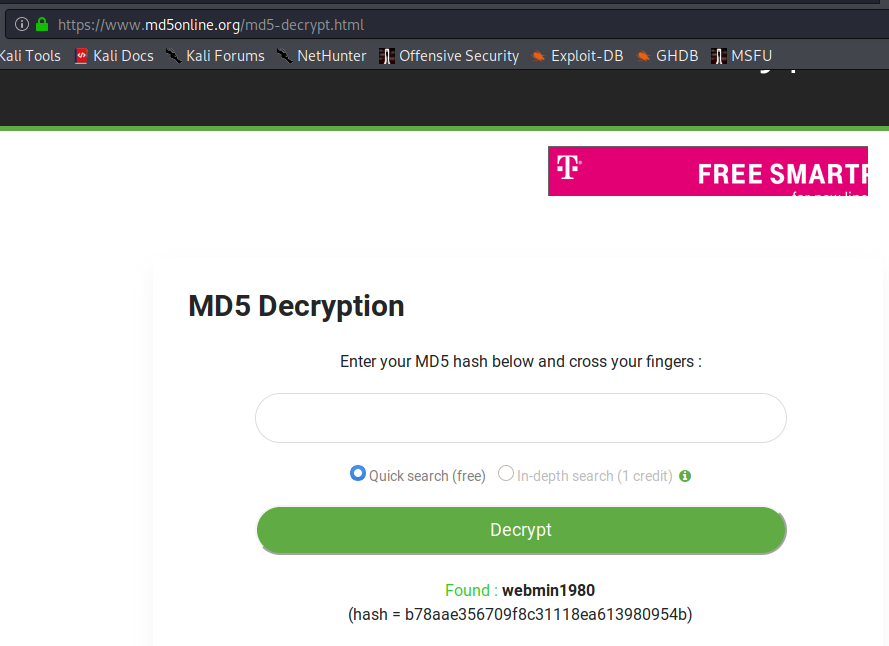 https://www.md5online.org/md5-decrypt.html
Kali Tools Kali Docs Kali Forums NetHunter Offensive Security Exploit-DB GHDB MSFU
T
FREE SMARTP
MD5 Decryption
Enter your MD5 hash below and cross your fingers :
Quick search (free) In-depth search (1 credit)
Decrypt
Found : webmin1980
(hash = b78aae356709f8c31118ea613980954b)